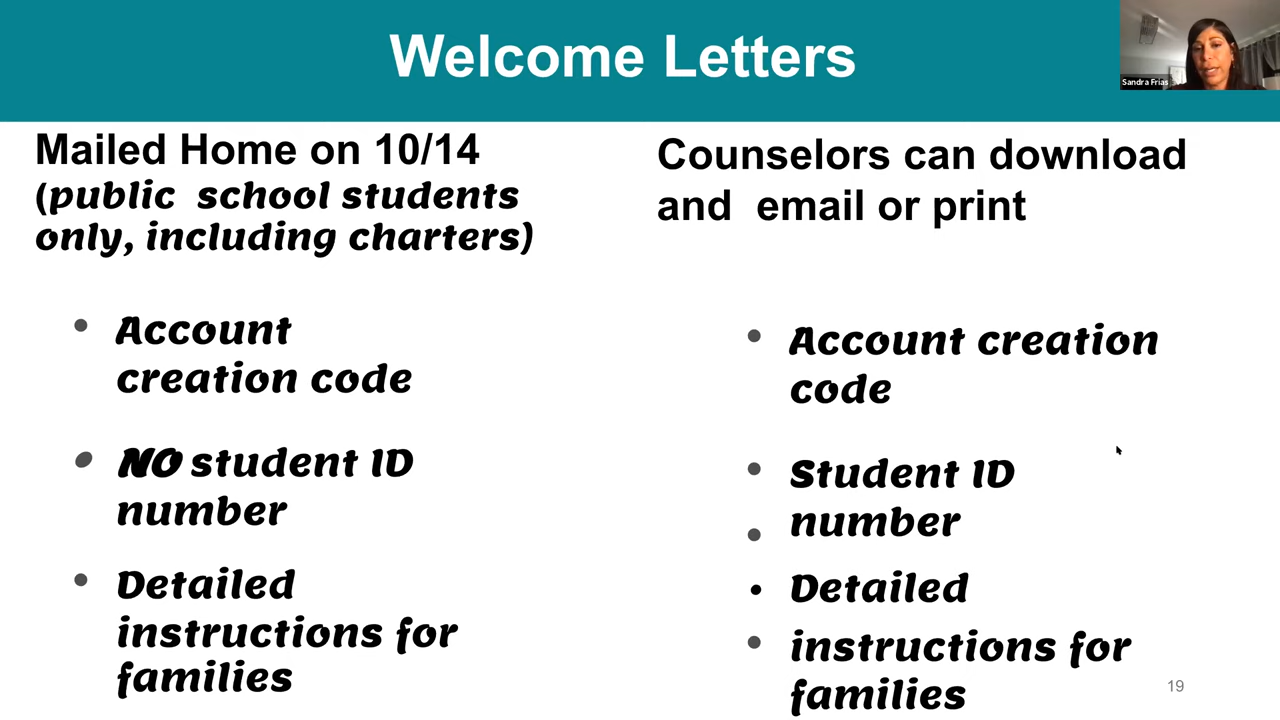 Welcome Letters
Sandra Frias
Mailed Home on 10/14
(public school students
only, including charters)
• Account
creation code
• NO student ID
number
• Detailed
instructions for
families
Counselors can download
and email or print
• Account creation
code
• Student ID
• number
• Detailed
• instructions for
families
19